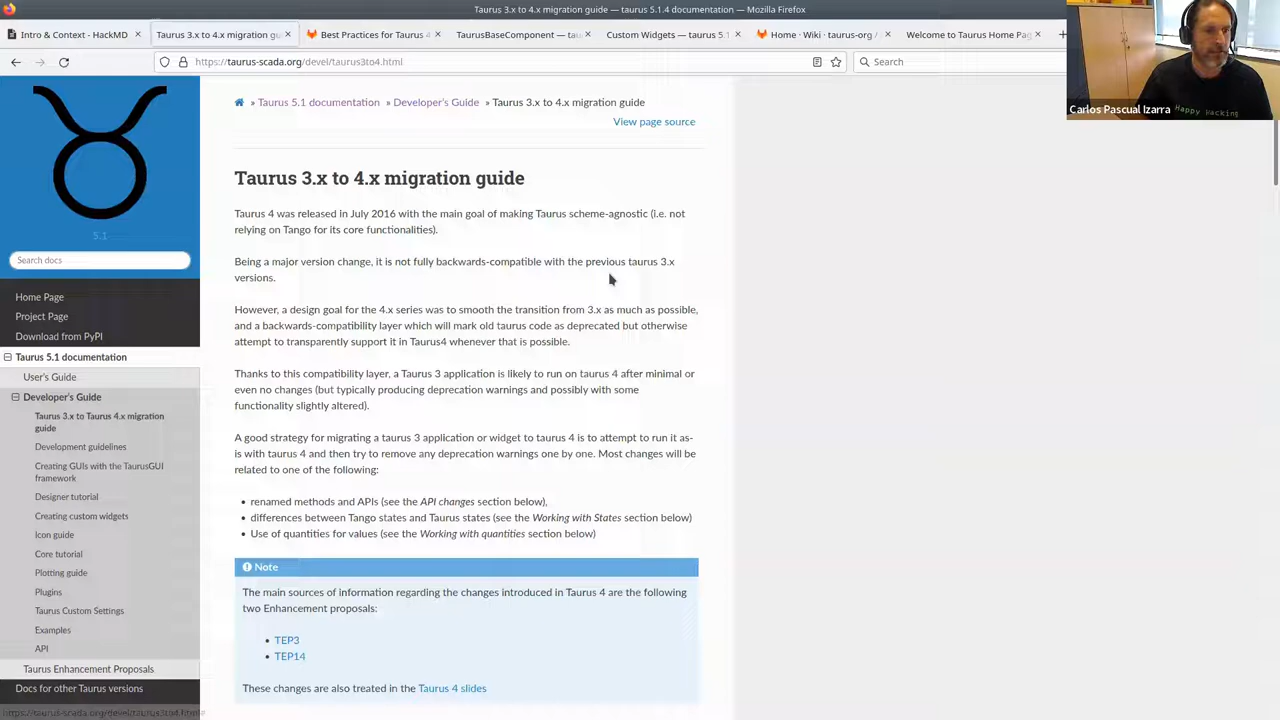 Taurus 3.x to 4.x migration guide — taurus 5.1.4 documentation — Mozilla Firefox
Intro & Context - HackMD
Taurus 3.x to 4.x migration gu
Best Practices for Taurus 4
TaurusBaseComponent — tau
Custom Widgets — taurus 5.1
Home · Wiki · taurus-org /
Welcome to Taurus Home Pag
https://taurus-scada.org/devel/taurus3to4.html
Search
Carlos Pascual Izarra
Happy Hacking
5.1
Search docs
Home Page
Project Page
Download from PyPI
Taurus 5.1 documentation
User's Guide
Developer's Guide
Taurus 3.x to Taurus 4.x migration
guide
Development guidelines
Creating GUIs with the TaurusGUI
framework
Designer tutorial
Creating custom widgets
Icon guide
Core tutorial
Plotting guide
Plugins
Taurus Custom Settings
Examples
API
Taurus Enhancement Proposals
Docs for other Taurus versions
https://taurus-scada.org/devel/taurus3to4.html
» Taurus 5.1 documentation » Developer's Guide » Taurus 3.x to 4.x migration guide
View page source
Taurus 3.x to 4.x migration guide
Taurus 4 was released in July 2016 with the main goal of making Taurus scheme-agnostic (i.e. not
relying on Tango for its core functionalities).
Being a major version change, it is not fully backwards-compatible with the previous taurus 3.x
versions.
However, a design goal for the 4.x series was to smooth the transition from 3.x as much as possible,
and a backwards-compatibility layer which will mark old taurus code as deprecated but otherwise
attempt to transparently support it in Taurus4 whenever that is possible.
Thanks to this compatibility layer, a Taurus 3 application is likely to run on taurus 4 after minimal or
even no changes (but typically producing deprecation warnings and possibly with some
functionality slightly altered).
A good strategy for migrating a taurus 3 application or widget to taurus 4 is to attempt to run it as-
is with taurus 4 and then try to remove any deprecation warnings one by one. Most changes will be
related to one of the following:
• renamed methods and APIs (see the API changes section below),
• differences between Tango states and Taurus states (see the Working with States section below)
• Use of quantities for values (see the Working with quantities section below)
Note
The main sources of information regarding the changes introduced in Taurus 4 are the following
two Enhancement proposals:
• TEP3
• TEP14
These changes are also treated in the Taurus 4 slides